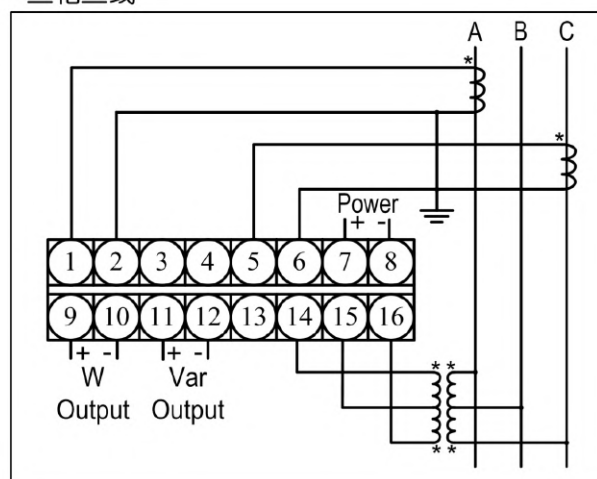 A B C
*
*
Power
+ -
1 2 3 4 5 6 7 8
9 10 11 12 13 14 15 16
+ - + -
W Var
Output Output
* *
* *